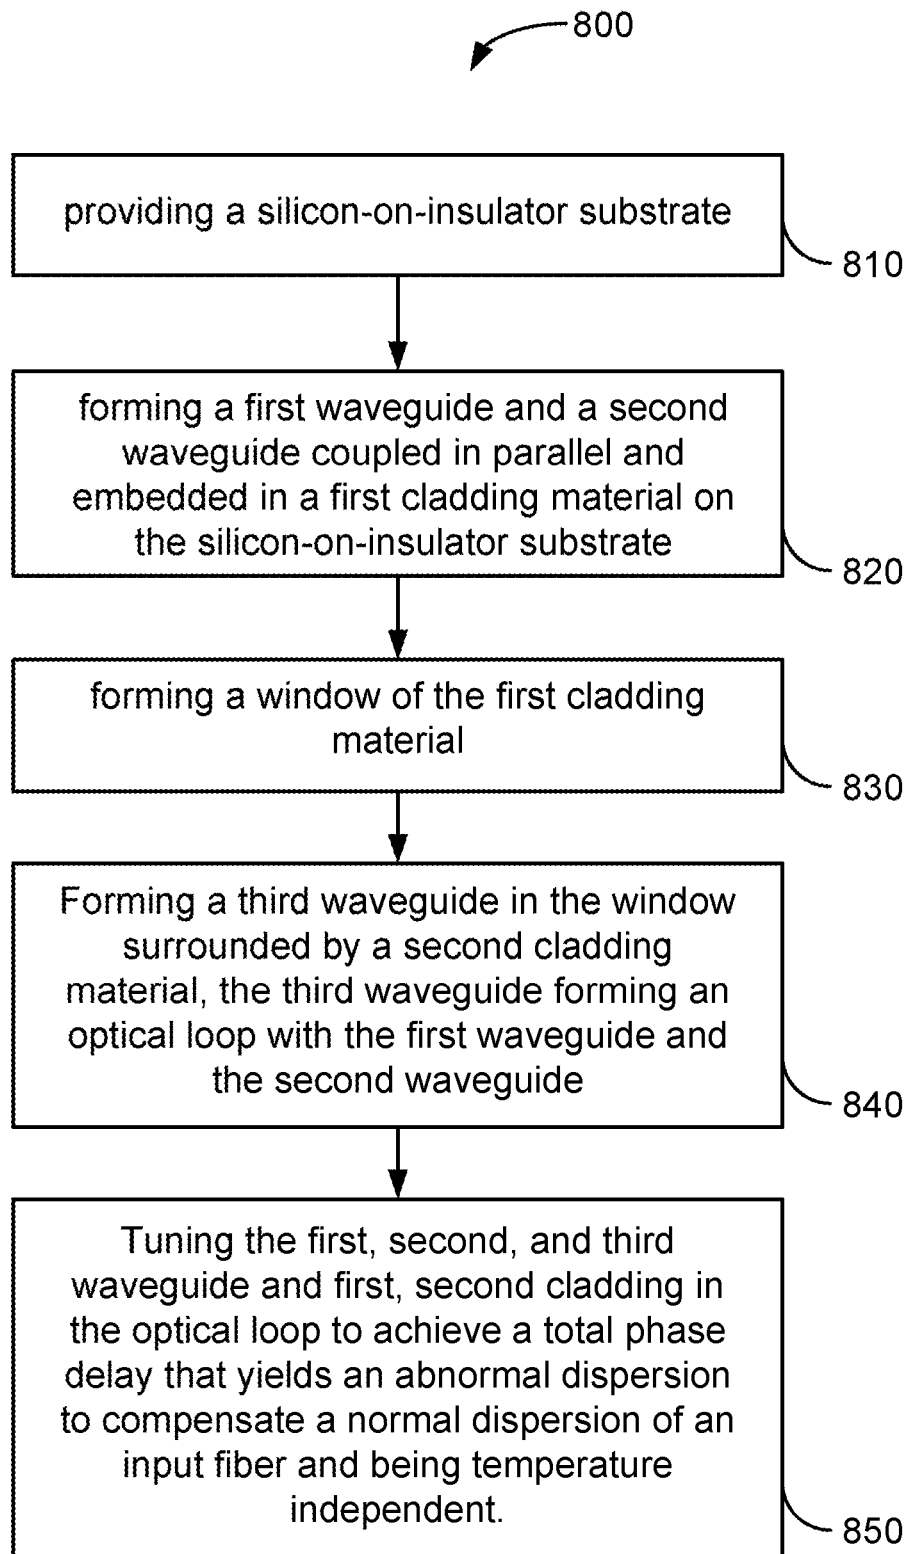 800
providing a silicon-on-insulator substrate
810
forming a first waveguide and a second
waveguide coupled in parallel and
embedded in a first cladding material on
the silicon-on-insulator substrate
820
forming a window of the first cladding
material
830
Forming a third waveguide in the window
surrounded by a second cladding
material, the third waveguide forming an
optical loop with the first waveguide and
the second waveguide
840
Tuning the first, second, and third
waveguide and first, second cladding in
the optical loop to achieve a total phase
delay that yields an abnormal dispersion
to compensate a normal dispersion of an
input fiber and being temperature
independent.
850